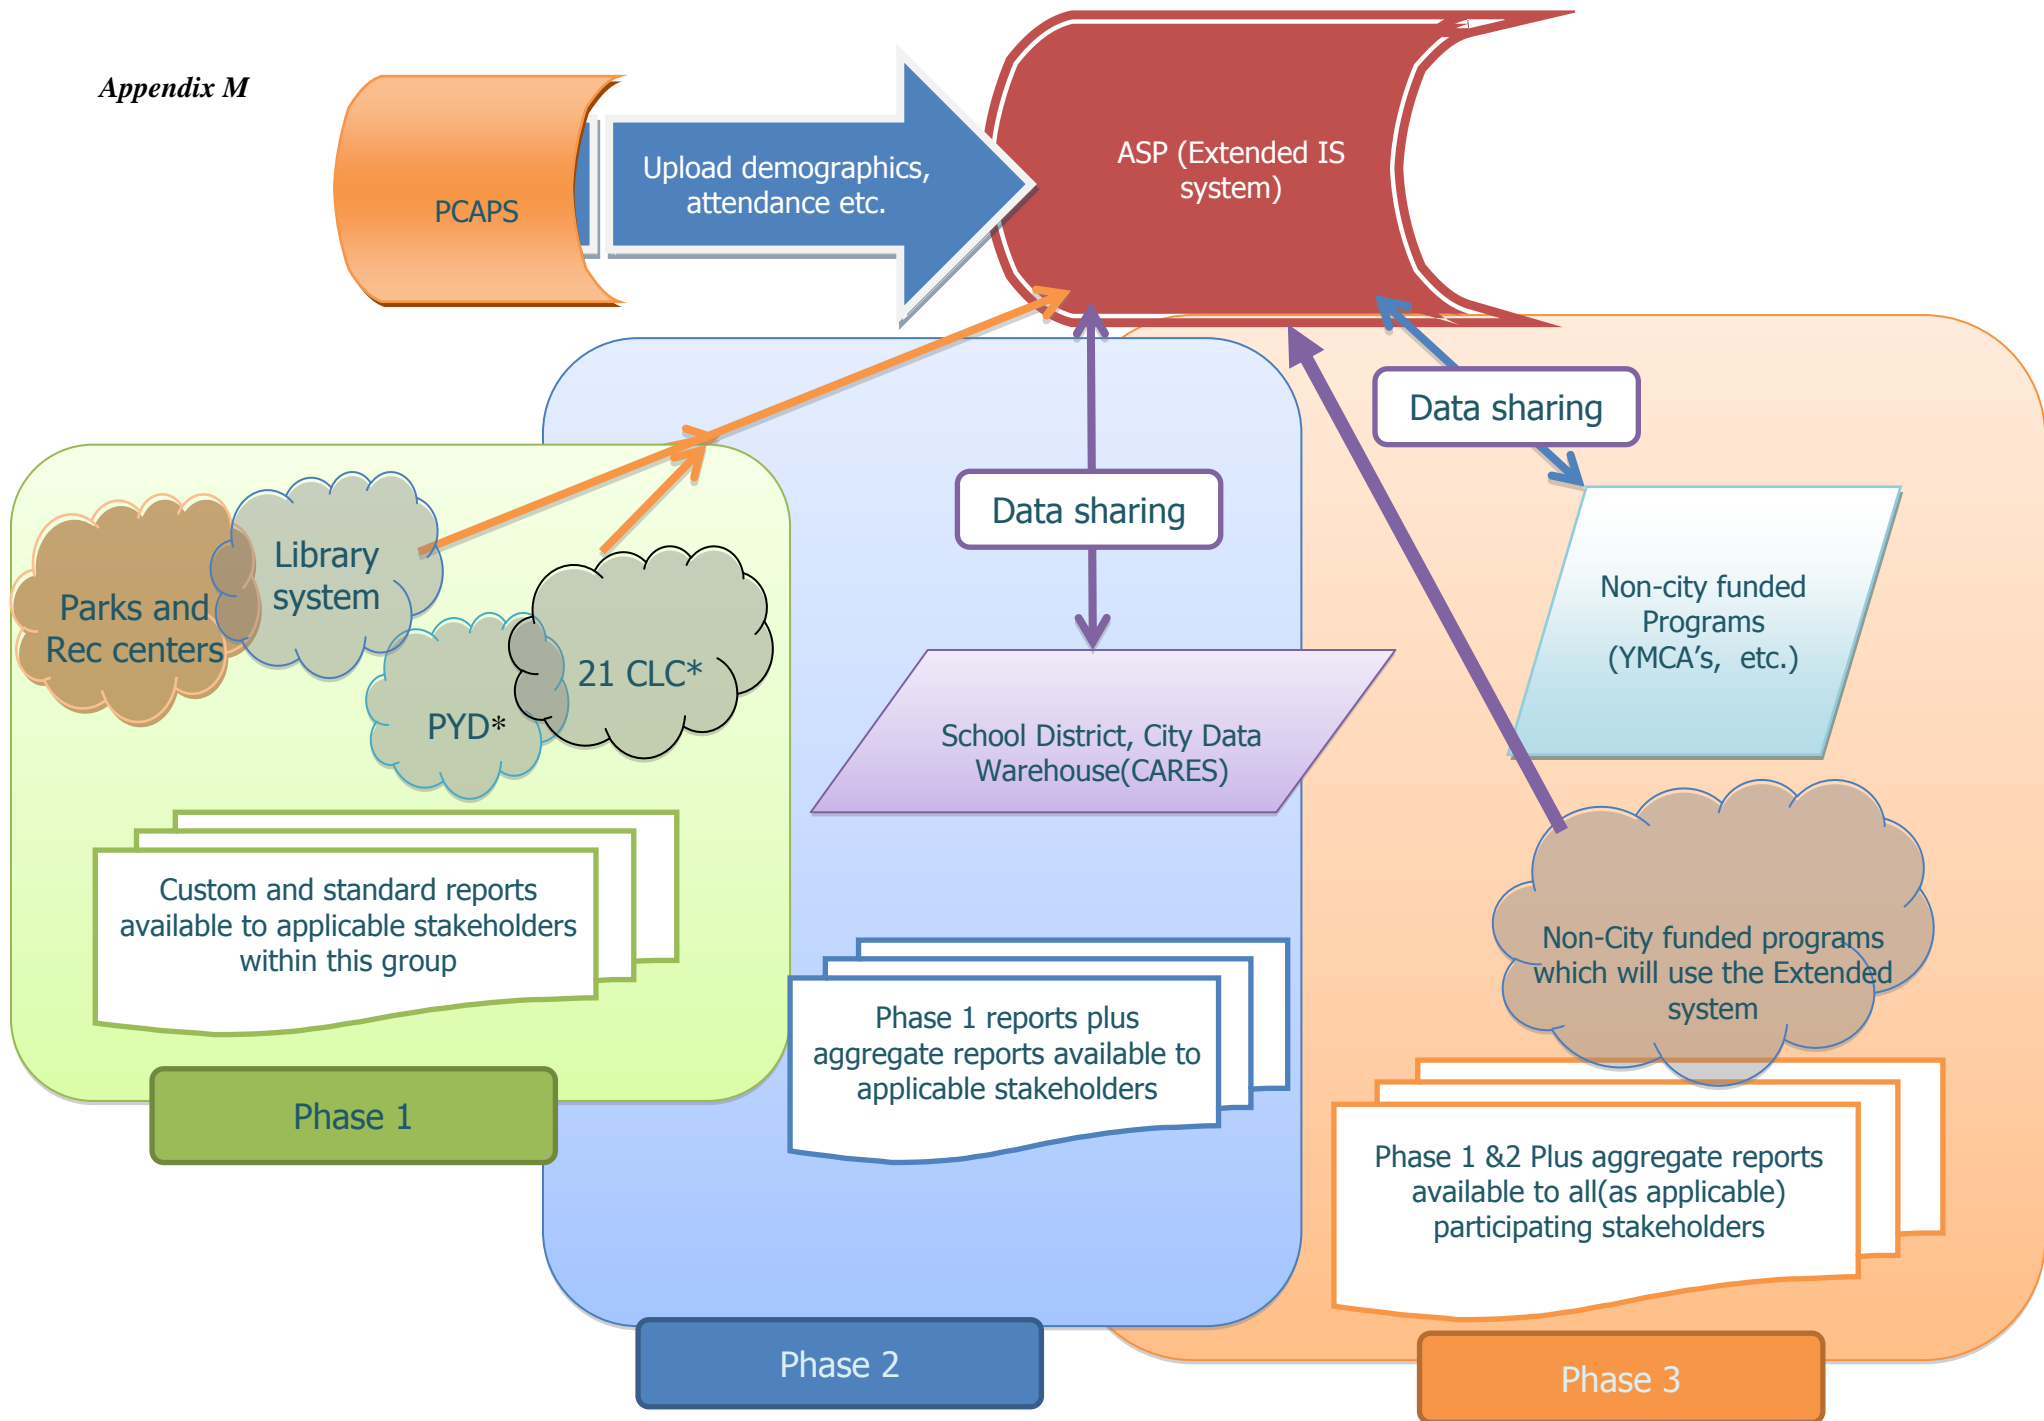 Appendix M
PCAPS
Upload demographics,
attendance etc.
ASP (Extended IS
system)
Data sharing
Data sharing
Library
system
Parks and
Rec centers
21 CLC*
PYD*
Non-city funded
Programs
(YMCA's, etc.)
School District, City Data
Warehouse(CARES)
Custom and standard reports
available to applicable stakeholders
within this group
Non-City funded programs
which will use the Extended
system
Phase 1 reports plus
aggregate reports available to
applicable stakeholders
Phase 1
Phase 1 &2 Plus aggregate reports
available to all(as applicable)
participating stakeholders
Phase 2
Phase 3